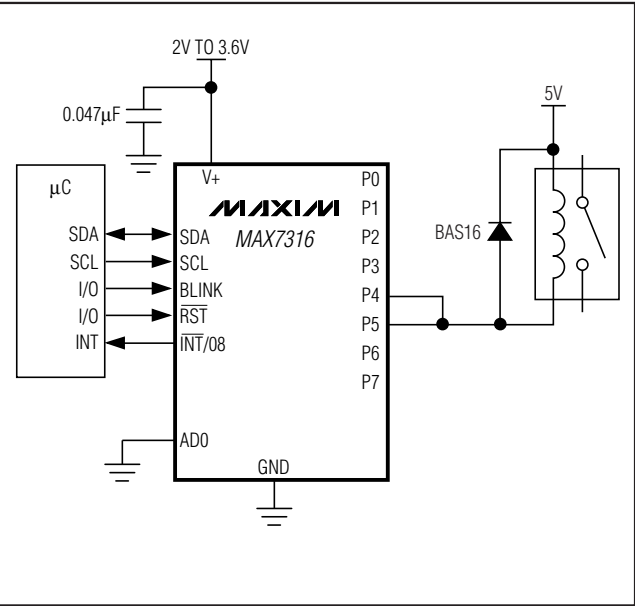 2V TO 3.6V
0.047μF
5V
μC
SDA
SCL
I/O
I/O
INT
V+
MAXIM
MAX7316
SDA
SCL
BLINK
RST
INT/08
AD0
GND
P0
P1
P2
P3
P4
P5
P6
P7
BAS16